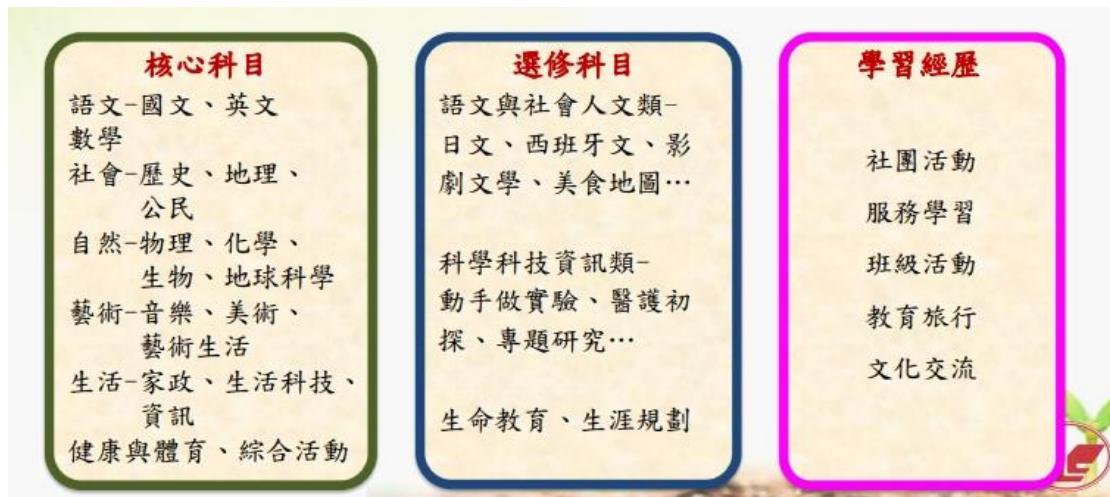 核心科目
語文-國文、英文
數學
社會-歷史、地理、
公民
自然-物理、化學、
生物、地球科學
藝術-音樂、美術、
藝術生活
生活-家政、生活科技、
資訊
健康與體育、綜合活動
選修科目
語文與社會人文類-
日文、西班牙文、影
劇文學、美食地圖…
科學科技資訊類-
動手做實驗、醫護初
探、專題研究…
生命教育、生涯規劃
學習經歷
社團活動
服務學習
班級活動
教育旅行
文化交流